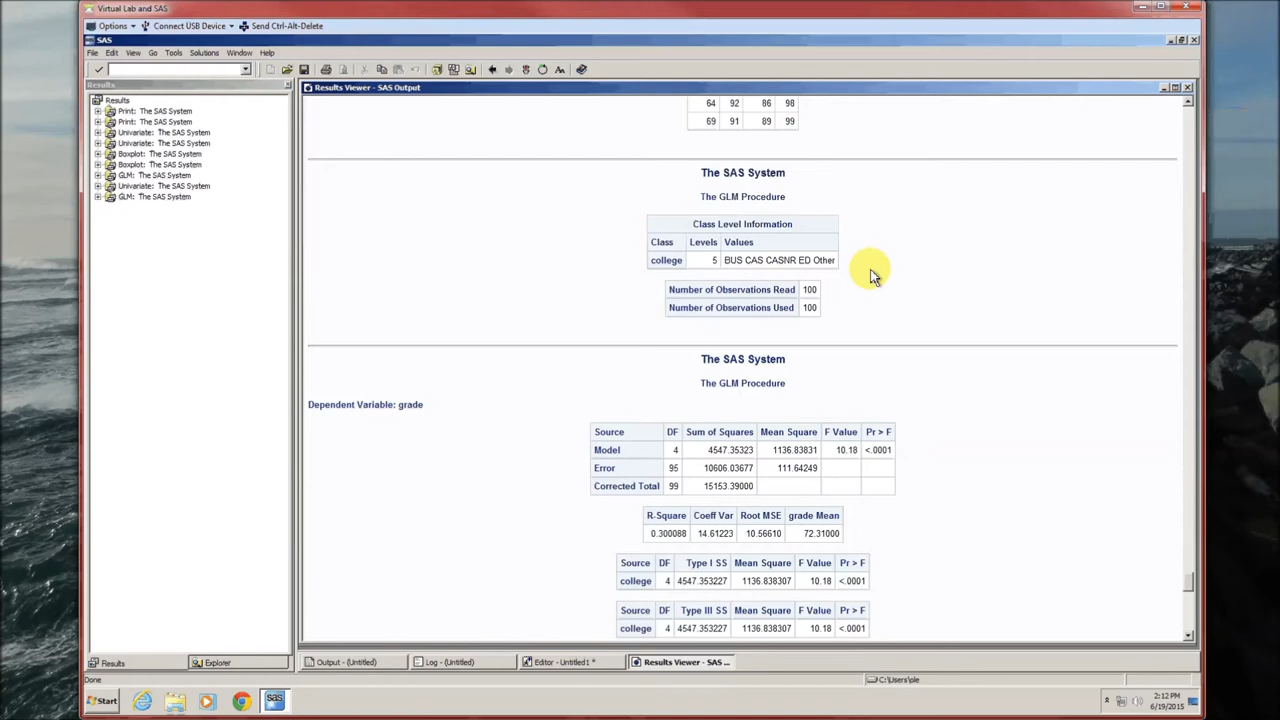 Virtual Lab and SAS
Options Connect USB Device Send Ctrl-Alt-Delete
SAS
File Edit View Go Tools Solutions Window Help
Results
Results Viewer - SAS Output
Results
Print: The SAS System
Print: The SAS System
Univariate: The SAS System
Univariate: The SAS System
Boxplot: The SAS System
Boxplot: The SAS System
GLM: The SAS System
Univariate: The SAS System
GLM: The SAS System
64 92 86 98
69 91 89 99
The SAS System
The GLM Procedure
Class Level Information
Class Levels Values
college 5 BUS CAS CASNR ED Other
Number of Observations Read 100
Number of Observations Used 100
The SAS System
The GLM Procedure
Dependent Variable: grade
Source DF Sum of Squares Mean Square F Value Pr > F
Model 4 4547.35323 1136.83831 10.18 <.0001
Error 95 10606.03677 111.64249
Corrected Total 99 15153.39000
R-Square Coeff Var Root MSE grade Mean
0.300088 14.61223 10.56610 72.31000
Source DF Type I SS Mean Square F Value Pr > F
college 4 4547.353227 1136.838307 10.18 <.0001
Source DF Type III SS Mean Square F Value Pr > F
college 4 4547.353227 1136.838307 10.18 <.0001
Results Explorer
Output - (Untitled) Log - (Untitled) Editor - Untitled1 * Results Viewer - SAS ...
Done
C:\Users\ple
Start
sas
2:12 PM
6/19/2015